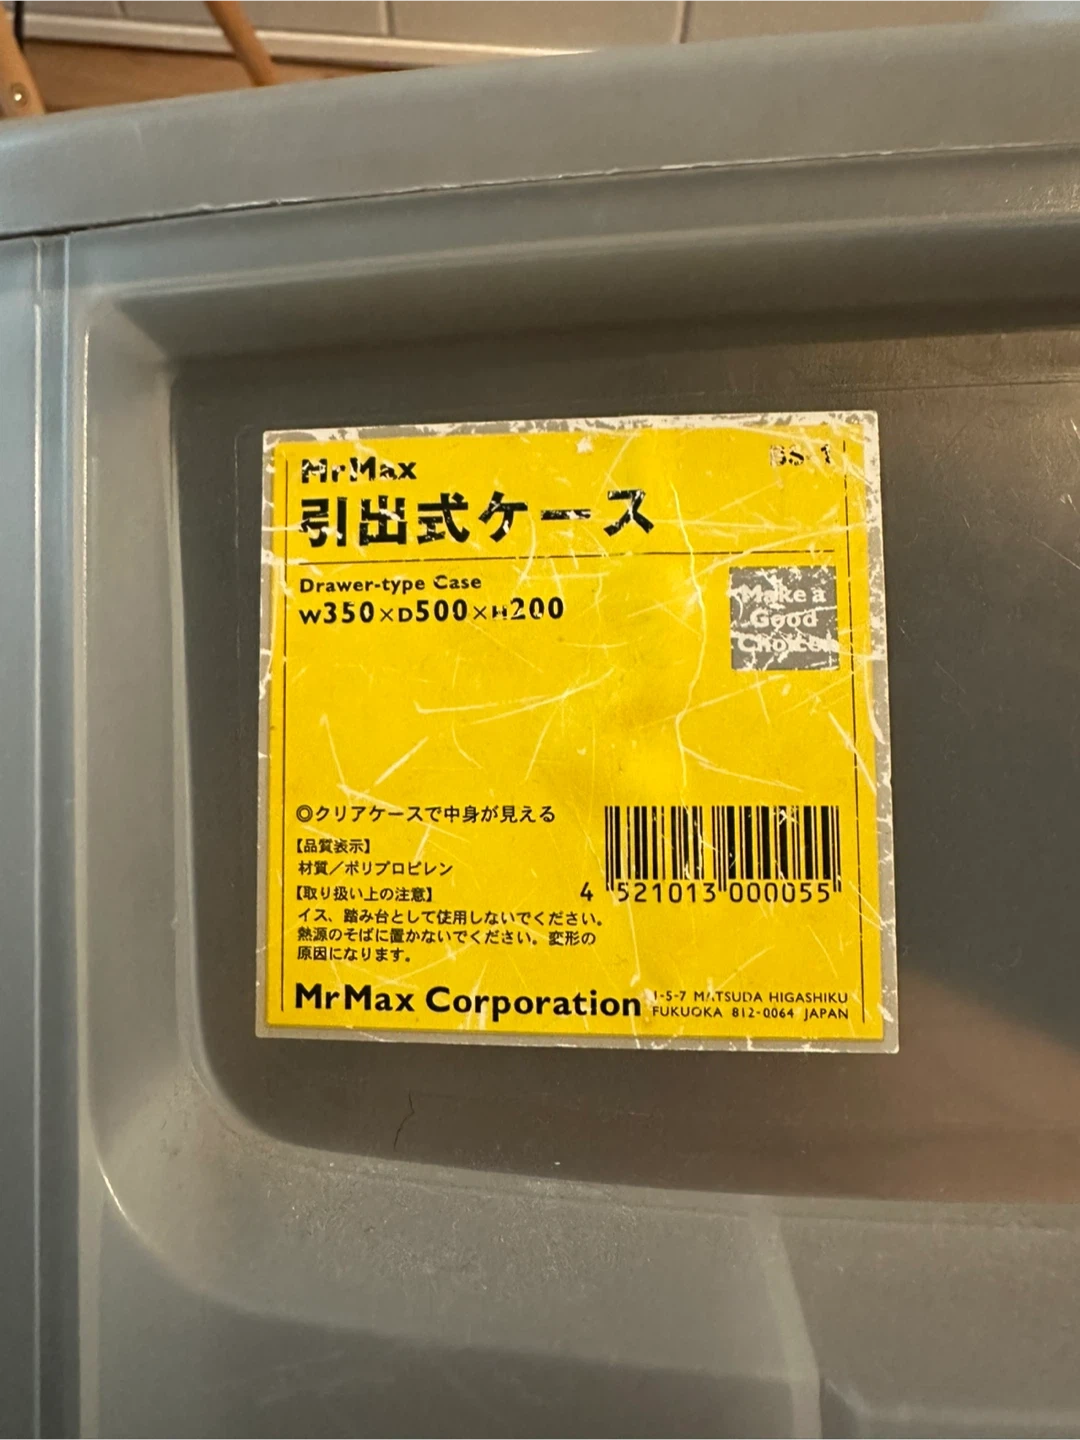 MrMax
引出式ケース
Drawer-type Case
W350×D500×H200
Make a
Good
Choice!
◎クリアケースで中身が見える
【品質表示】
材質／ポリプロピレン
【取り扱い上の注意】
イス、踏み台として使用しないでください。
熱源のそばに置かないでください。変形の
原因になります。
4 521013 000055
MrMax Corporation
1-5-7 MATSUDA HIGASHIKU
FUKUOKA 812-0064 JAPAN